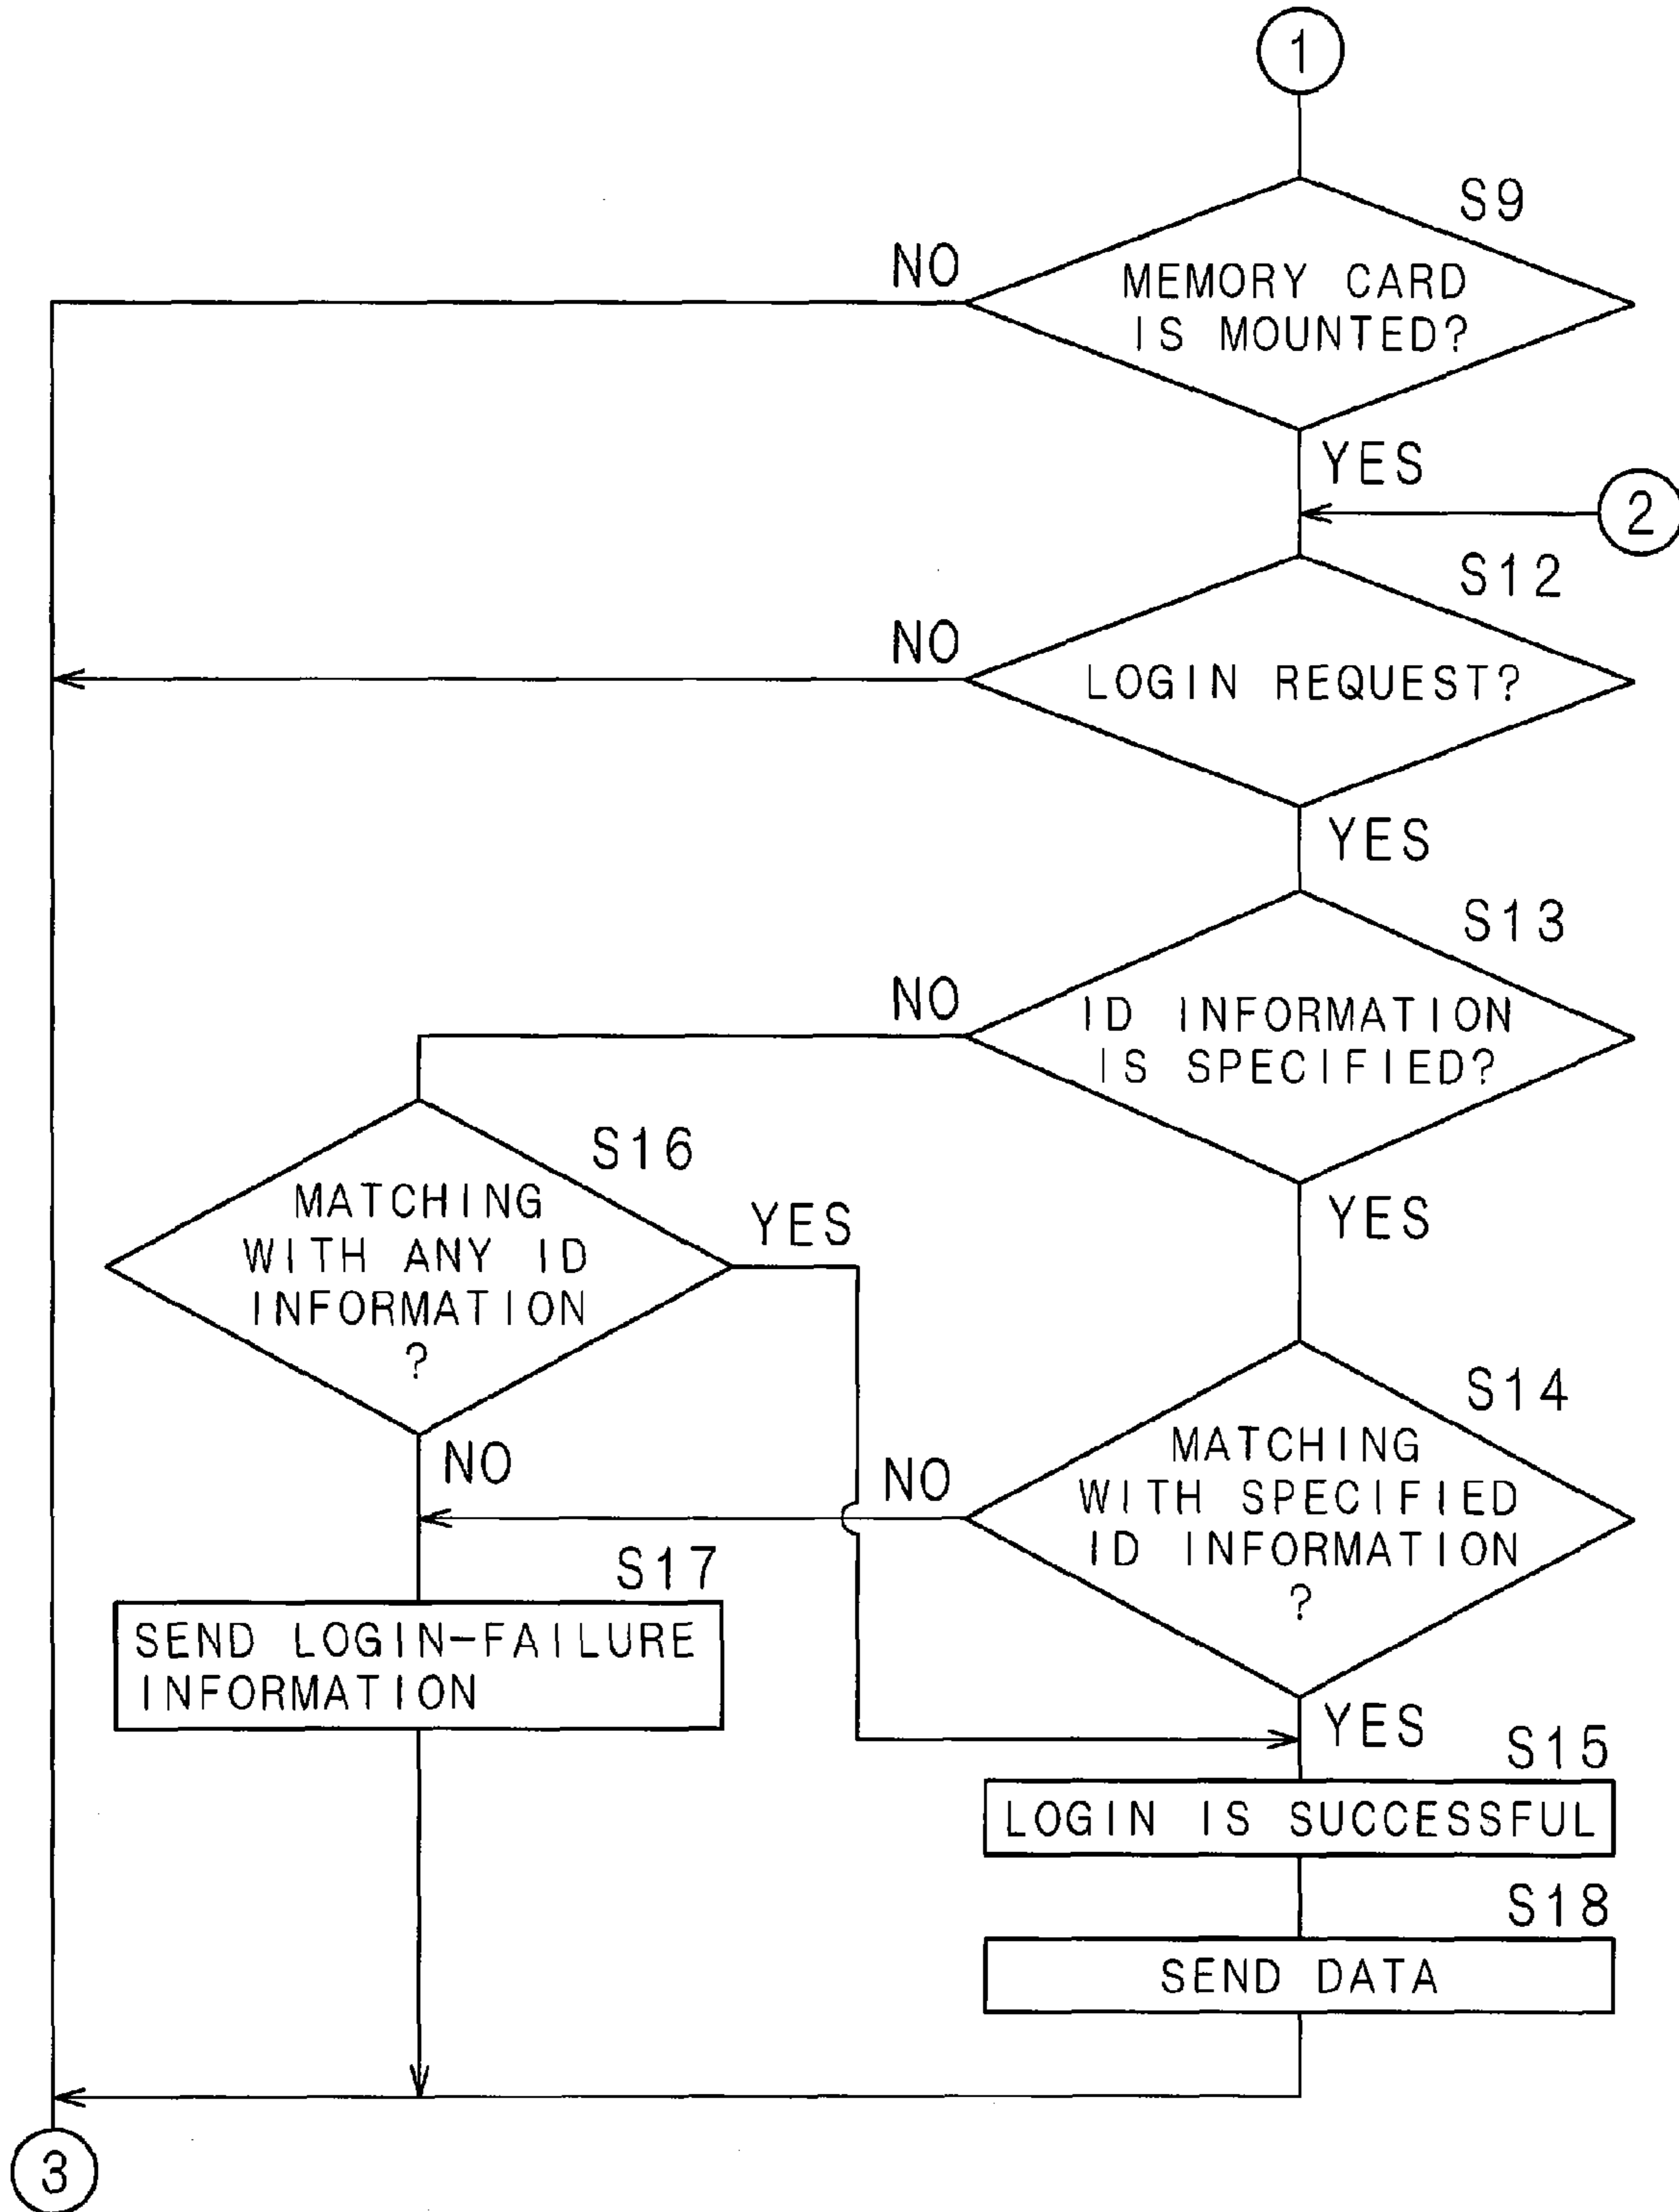 1
S9
NO
MEMORY CARD
IS MOUNTED?
YES
2
S12
NO
LOGIN REQUEST?
YES
S13
NO
ID INFORMATION
IS SPECIFIED?
S16
MATCHING
WITH ANY ID
INFORMATION
?
YES
YES
S14
NO
NO
MATCHING
WITH SPECIFIED
ID INFORMATION
?
S17
SEND LOGIN-FAILURE
INFORMATION
YES
S15
LOGIN IS SUCCESSFUL
S18
SEND DATA
3